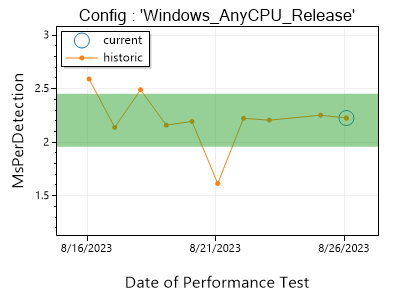 Config : 'Windows_AnyCPU_Release'
current
historic
MsPerDetection
3
2.5
2
1.5
8/16/2023
8/21/2023
8/26/2023
Date of Performance Test